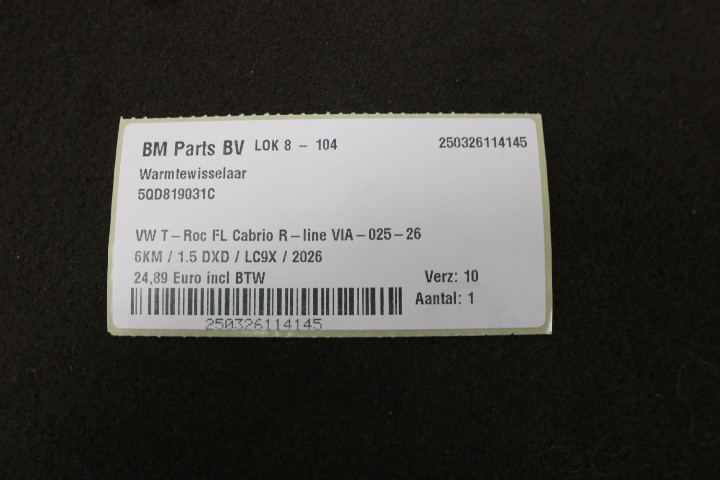 BM Parts BV LOK 8 - 104 250326114145
Warmtewisselaar
5QD819031C
VW T-Roc FL Cabrio R-line VIA-025-26
6KM / 1.5 DXD / LC9X / 2026
24,89 Euro incl BTW Verz: 10
Aantal: 1
250326114145